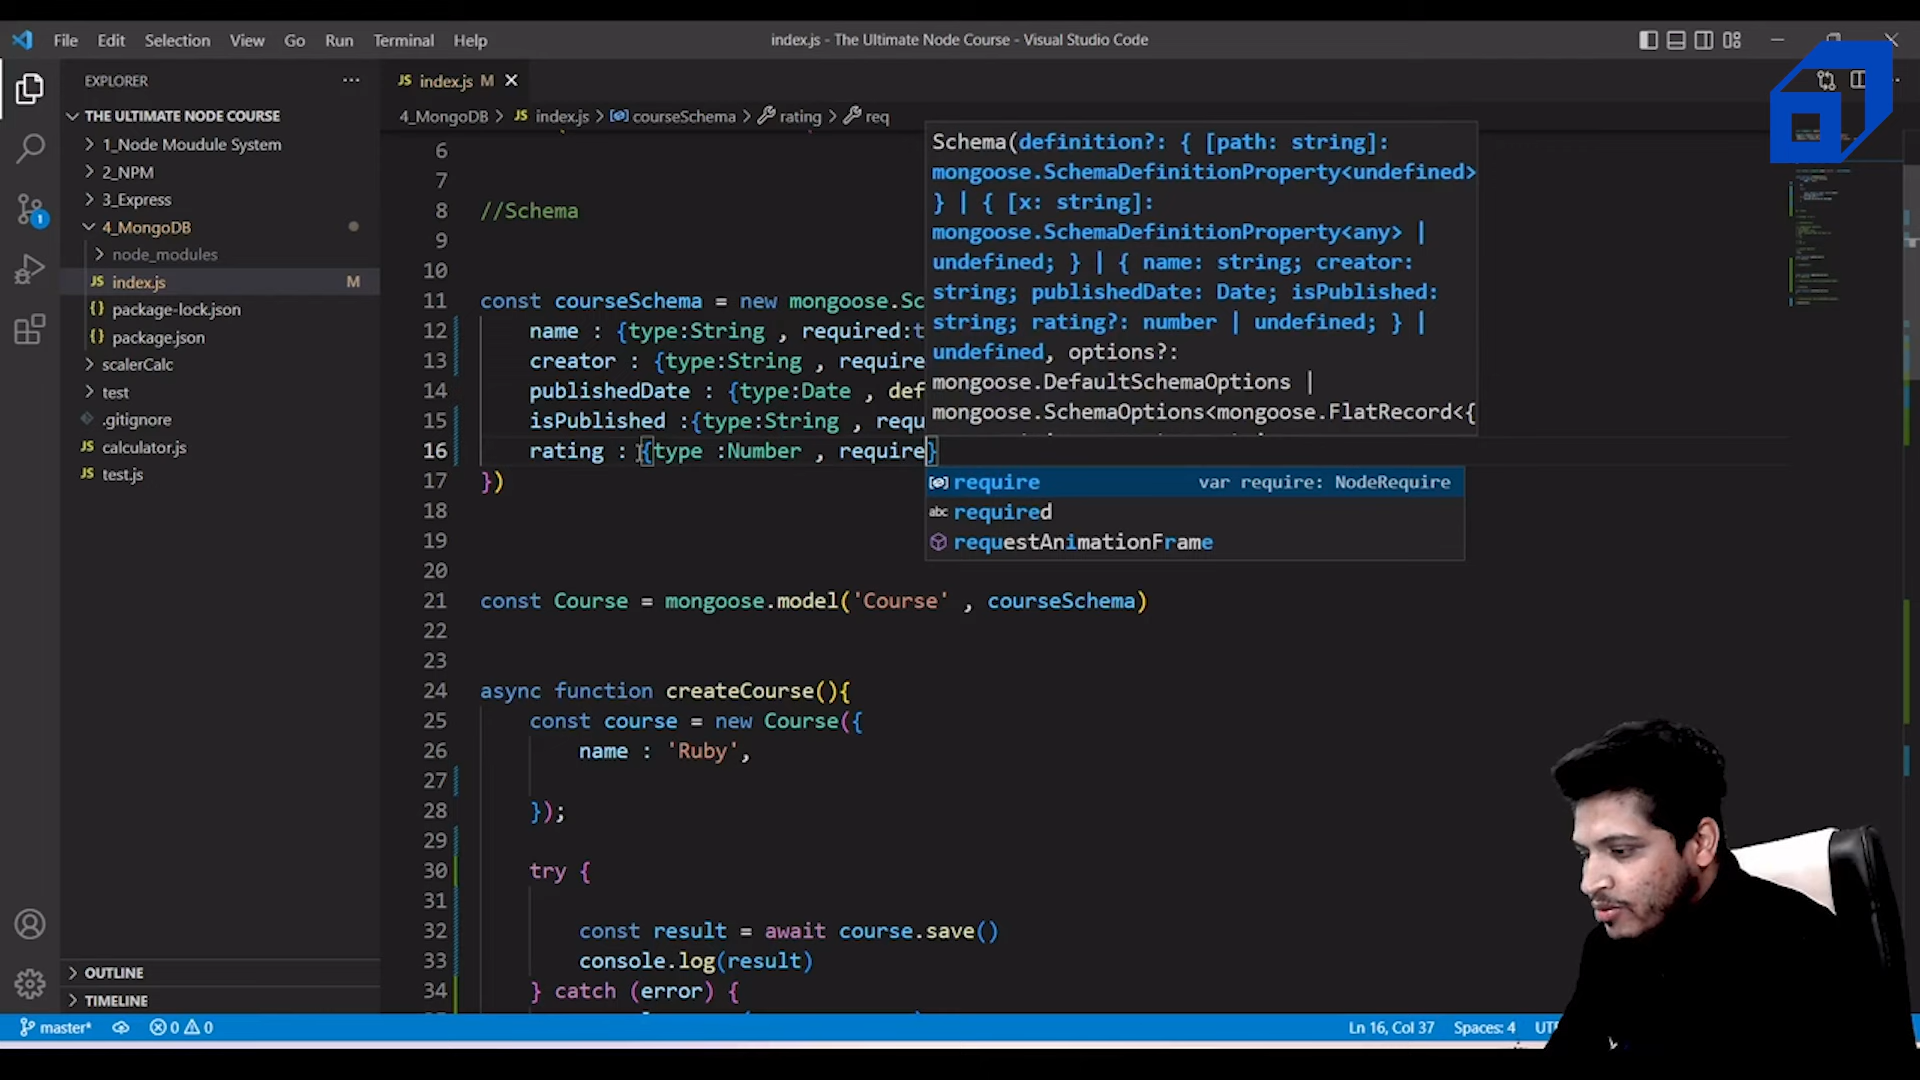 File Edit Selection View Go Run Terminal Help
index.js - The Ultimate Node Course - Visual Studio Code
EXPLORER
THE ULTIMATE NODE COURSE
1_Node Moudule System
2_NPM
3_Express
4_MongoDB
node_modules
JS index.js M
{} package-lock.json
{} package.json
scalerCalc
test
.gitignore
JS calculator.js
JS test.js
OUTLINE
TIMELINE
JS index.js M
4_MongoDB > JS index.js > courseSchema > rating > req
6
7
8 //Schema
9
10
11 const courseSchema = new mongoose.Sc
12 name : {type:String , required:t
13 creator : {type:String , require
14 publishedDate : {type:Date , def
15 isPublished :{type:String , requ
16 rating : {type :Number , require}
17 })
18
19
20
21 const Course = mongoose.model('Course' , courseSchema)
22
23
24 async function createCourse(){
25 const course = new Course({
26 name : 'Ruby',
27
28 });
29
30 try {
31
32 const result = await course.save()
33 console.log(result)
34 } catch (error) {
Schema(definition?: { [path: string]:
mongoose.SchemaDefinitionProperty<undefined>
} | { [x: string]:
mongoose.SchemaDefinitionProperty<any> |
undefined; } | { name: string; creator:
string; publishedDate: Date; isPublished:
string; rating?: number | undefined; } |
undefined, options?:
mongoose.DefaultSchemaOptions |
mongoose.SchemaOptions<mongoose.FlatRecord<{
require var require: NodeRequire
abc required
requestAnimationFrame
1
master* 0 0
Ln 16, Col 37 Spaces: 4